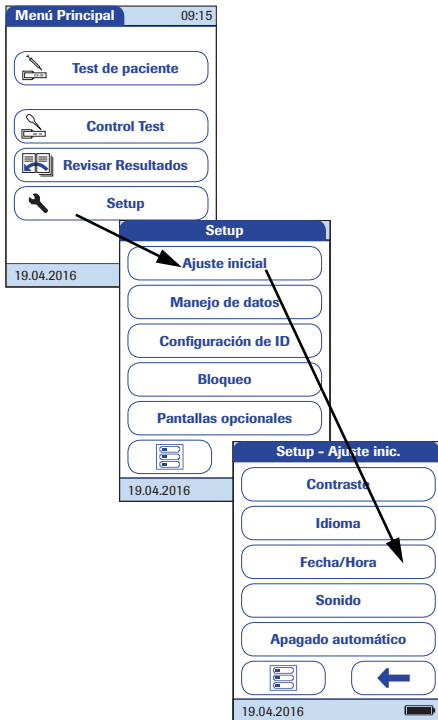 Menú Principal 09:15
Test de paciente
Control Test
Revisar Resultados
Setup
19.04.2016
Setup
Ajuste inicial
Manejo de datos
Configuración de ID
Bloqueo
Pantallas opcionales
19.04.2016
Setup - Ajuste inic.
Contraste
Idioma
Fecha/Hora
Sonido
Apagado automático
19.04.2016